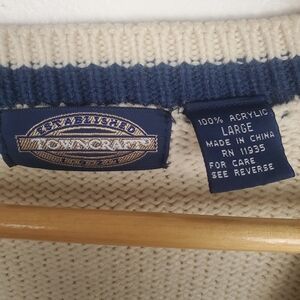 ESTABLISHED
TOWNCRAFT
100% ACRYLIC
LARGE
MADE IN CHINA
RN 11935
FOR CARE
SEE REVERSE